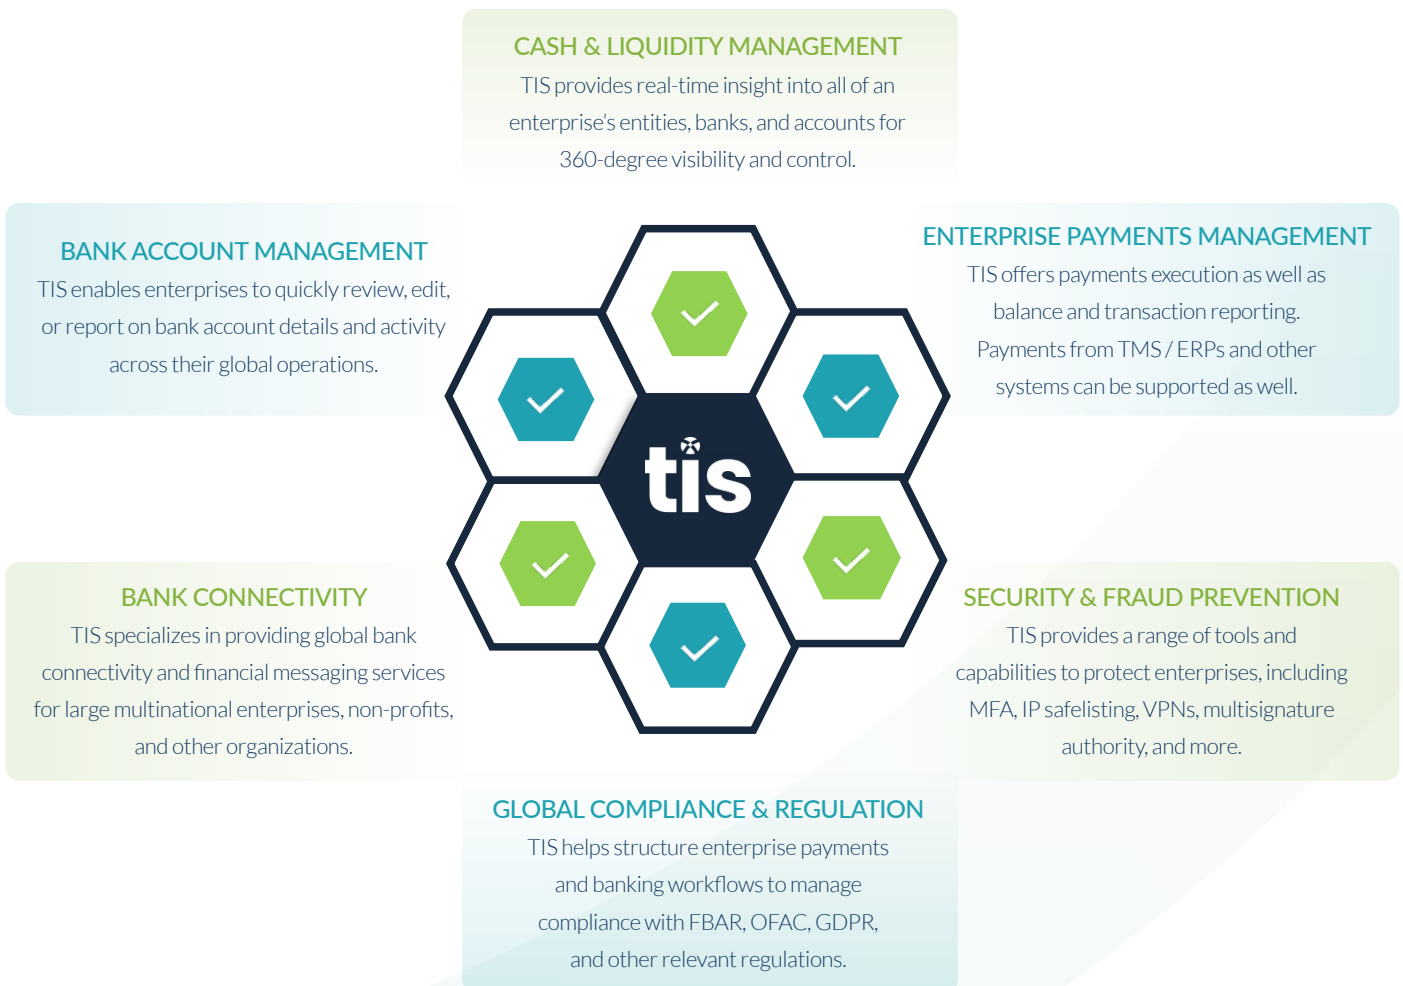 CASH & LIQUIDITY MANAGEMENT
TIS provides real-time insight into all of an
enterprise’s entities, banks, and accounts for
360-degree visibility and control.
BANK ACCOUNT MANAGEMENT
TIS enables enterprises to quickly review, edit,
or report on bank account details and activity
across their global operations.
ENTERPRISE PAYMENTS MANAGEMENT
TIS offers payments execution as well as
balance and transaction reporting.
Payments from TMS / ERPs and other
systems can be supported as well.
tis
BANK CONNECTIVITY
TIS specializes in providing global bank
connectivity and financial messaging services
for large multinational enterprises, non-profits,
and other organizations.
SECURITY & FRAUD PREVENTION
TIS provides a range of tools and
capabilities to protect enterprises, including
MFA, IP safelisting, VPNs, multisignature
authority, and more.
GLOBAL COMPLIANCE & REGULATION
TIS helps structure enterprise payments
and banking workflows to manage
compliance with FBAR, OFAC, GDPR,
and other relevant regulations.